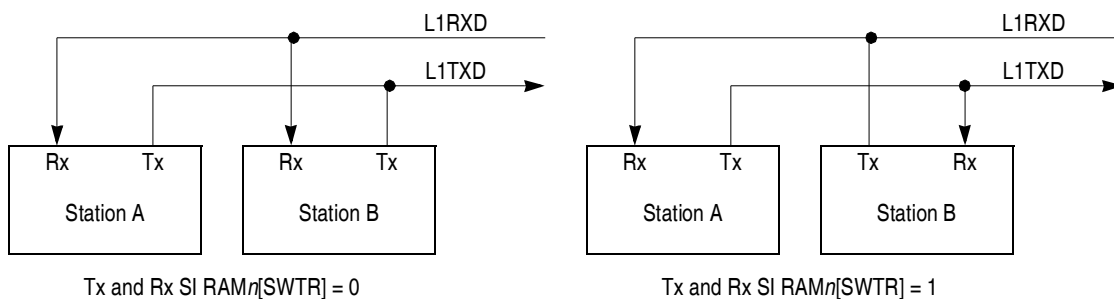 L1RXD
L1TXD
Rx Tx Rx Tx
Station A Station B
Tx and Rx SI RAMn[SWTR] = 0
L1RXD
L1TXD
Rx Tx Tx Rx
Station A Station B
Tx and Rx SI RAMn[SWTR] = 1